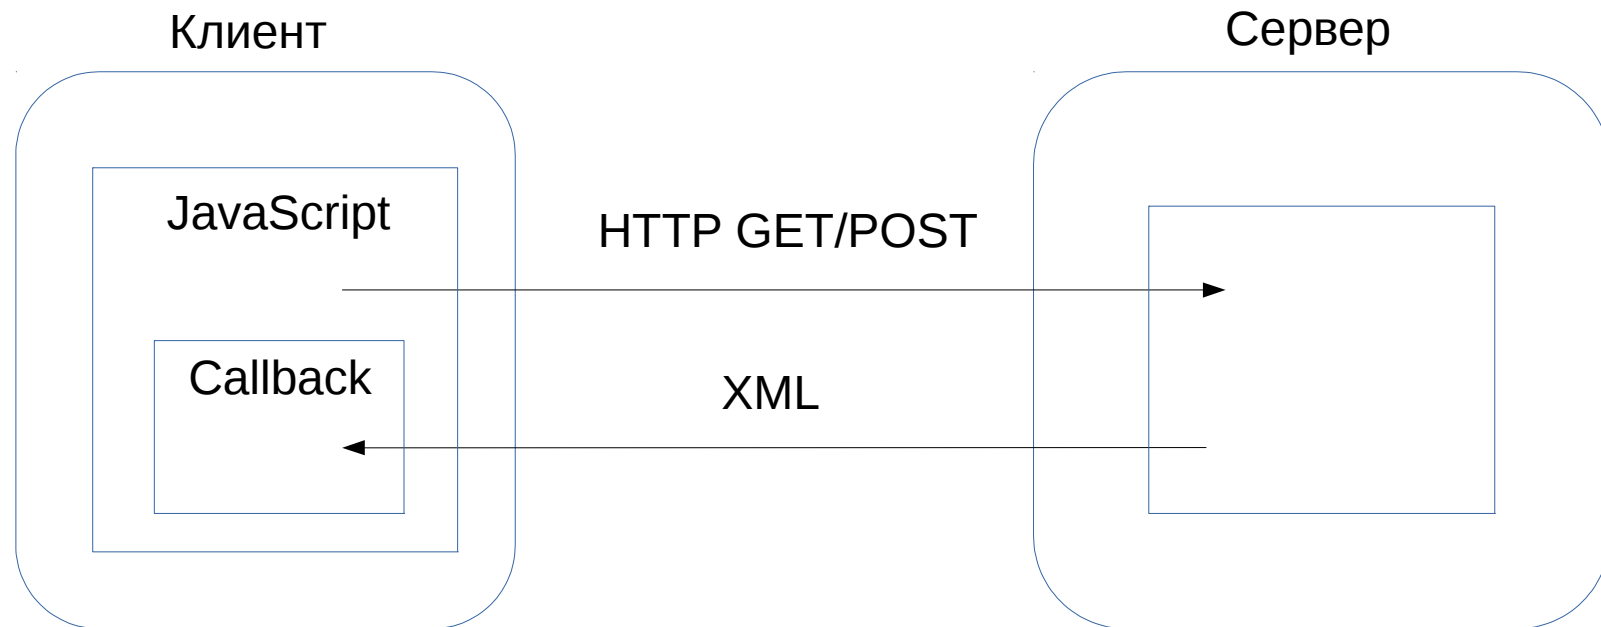 Клиент
Сервер
JavaScript
HTTP GET/POST
Callback
XML